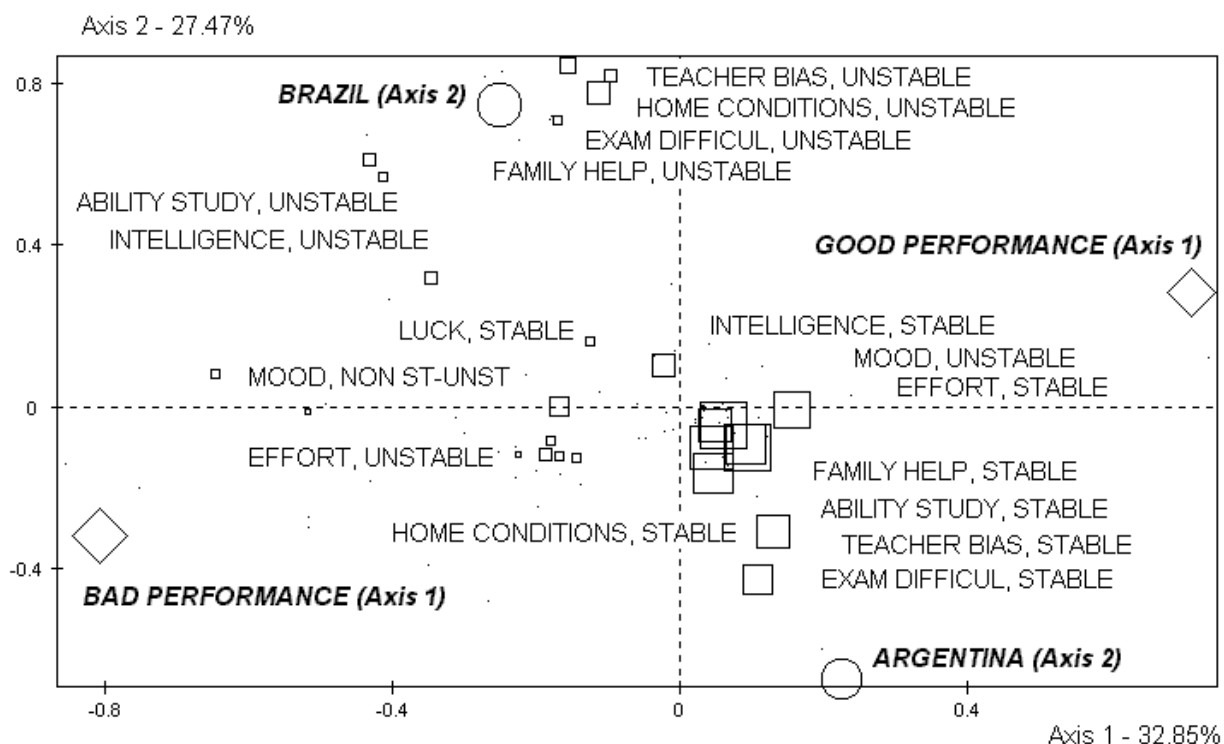 Axis 2 - 27.47%
0.8
TEACHER BIAS, UNSTABLE
BRAZIL (Axis 2)
HOME CONDITIONS, UNSTABLE
EXAM DIFFICUL, UNSTABLE
FAMILY HELP, UNSTABLE
ABILITY STUDY, UNSTABLE
INTELLIGENCE, UNSTABLE
0.4
GOOD PERFORMANCE (Axis 1)
LUCK, STABLE
INTELLIGENCE, STABLE
MOOD, UNSTABLE
MOOD, NON ST-UNST
EFFORT, STABLE
0
EFFORT, UNSTABLE
FAMILY HELP, STABLE
ABILITY STUDY, STABLE
HOME CONDITIONS, STABLE
TEACHER BIAS, STABLE
-0.4
EXAM DIFFICUL, STABLE
BAD PERFORMANCE (Axis 1)
ARGENTINA (Axis 2)
-0.8 -0.4 0 0.4
Axis 1 - 32.85%